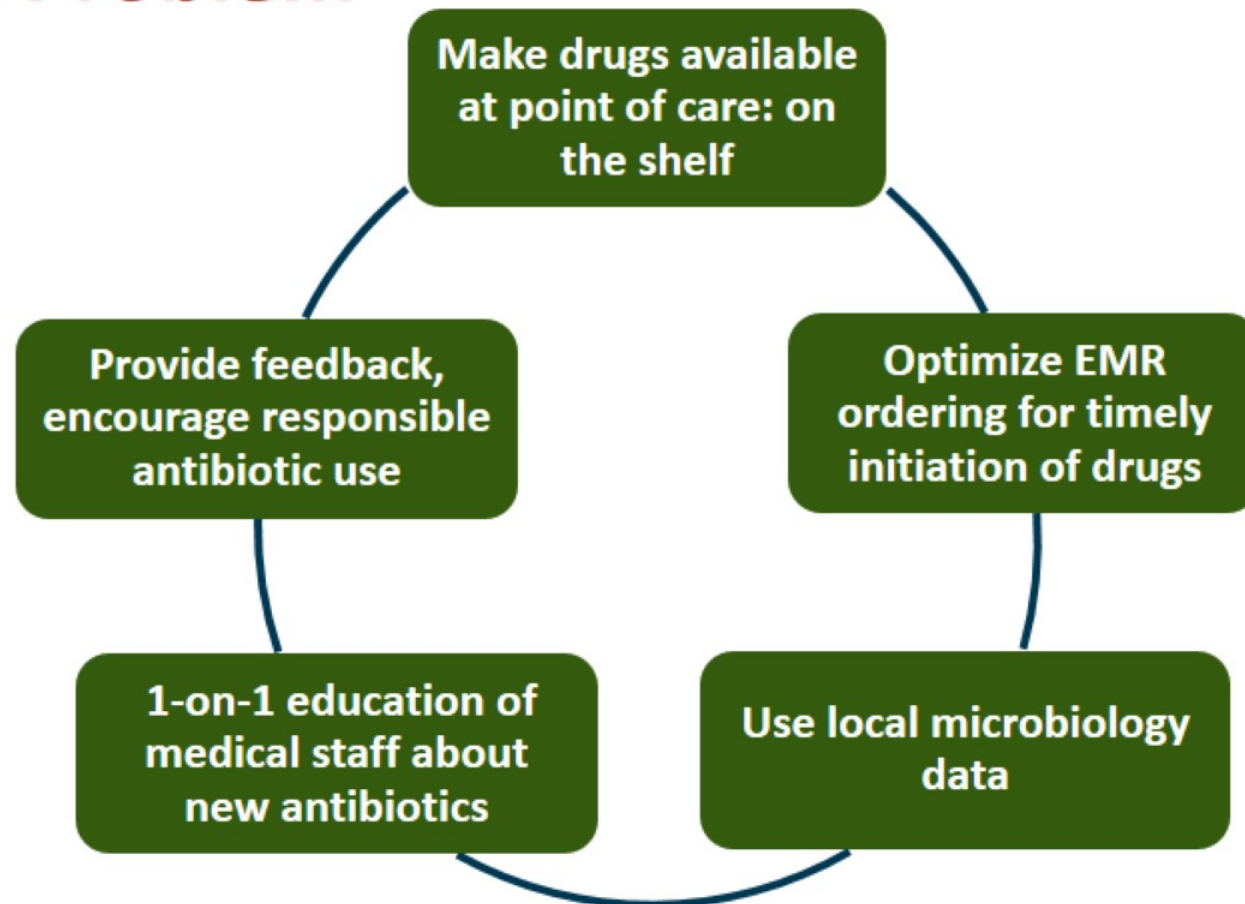 Make drugs available
at point of care: on
the shelf
Optimize EMR
ordering for timely
initiation of drugs
Use local microbiology
data
1-on-1 education of
medical staff about
new antibiotics
Provide feedback,
encourage responsible
antibiotic use